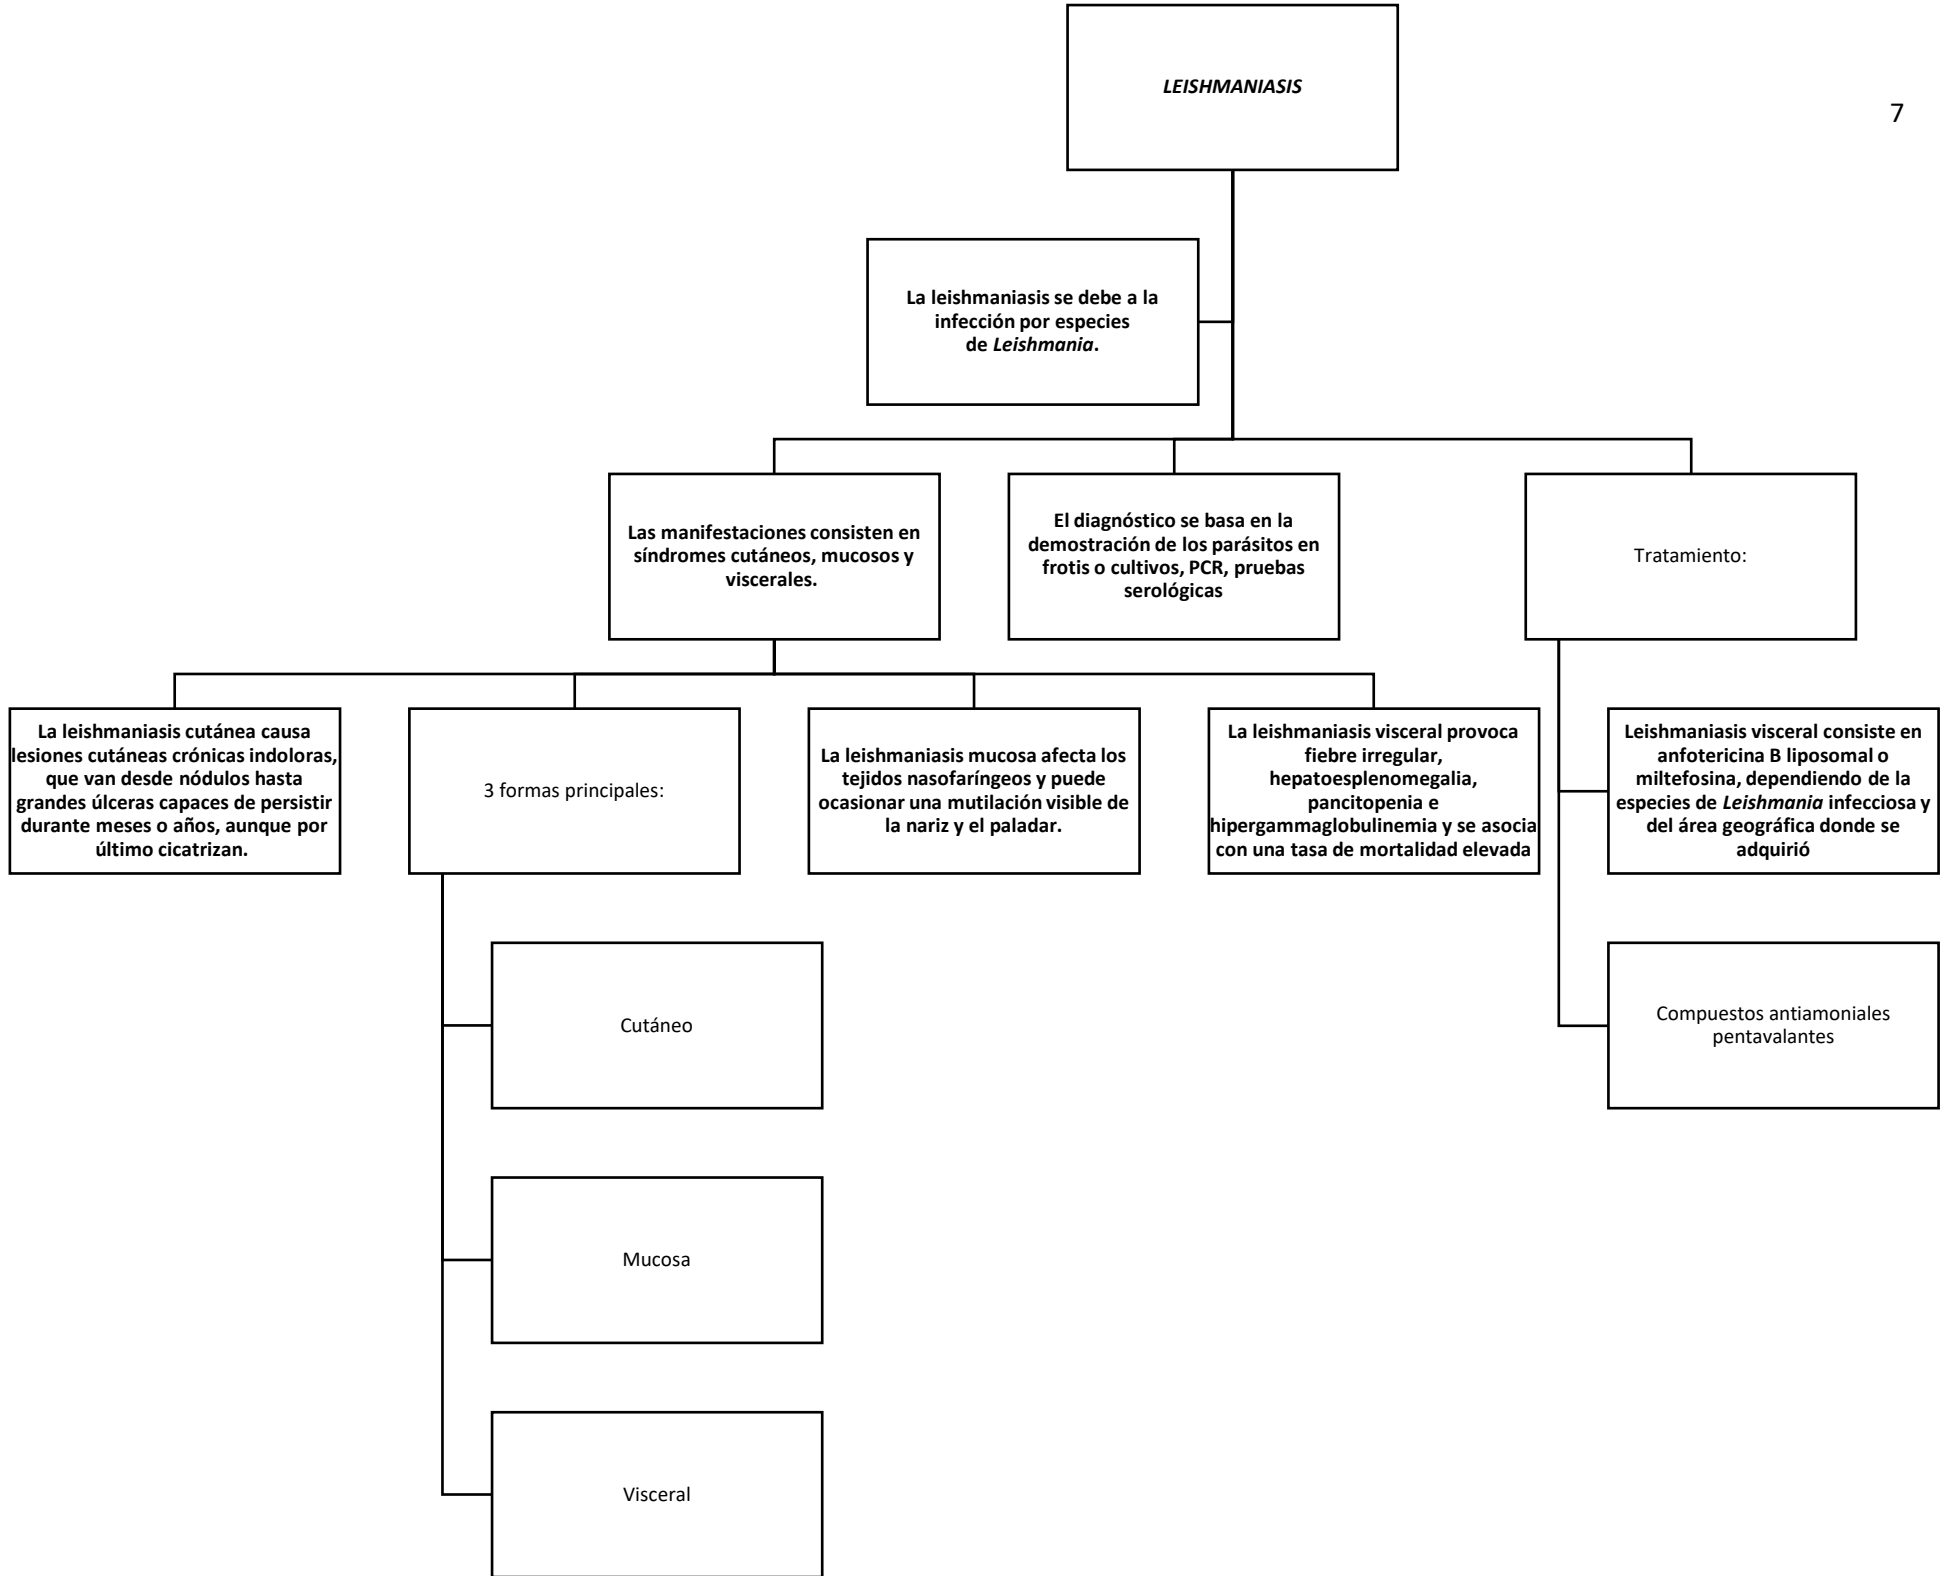 LEISHMANIASIS
7
La leishmaniasis se debe a la
infección por especies
de Leishmania.
Las manifestaciones consisten en
síndromes cutáneos, mucosos y
viscerales.
El diagnóstico se basa en la
demostración de los parásitos en
frotis o cultivos, PCR, pruebas
serológicas
Tratamiento:
La leishmaniasis cutánea causa
lesiones cutáneas crónicas indoloras,
que van desde nódulos hasta
grandes úlceras capaces de persistir
durante meses o años, aunque por
último cicatrizan.
3 formas principales:
La leishmaniasis mucosa afecta los
tejidos nasofaríngeos y puede
ocasionar una mutilación visible de
la nariz y el paladar.
La leishmaniasis visceral provoca
fiebre irregular,
hepatoesplenomegalia,
pancitopenia e
hipergammaglobulinemia y se asocia
con una tasa de mortalidad elevada
Leishmaniasis visceral consiste en
anfotericina B liposomal o
miltefosina, dependiendo de la
especies de Leishmania infecciosa y
del área geográfica donde se
adquirió
Cutáneo
Compuestos antiamoniales
pentavalantes
Mucosa
Visceral